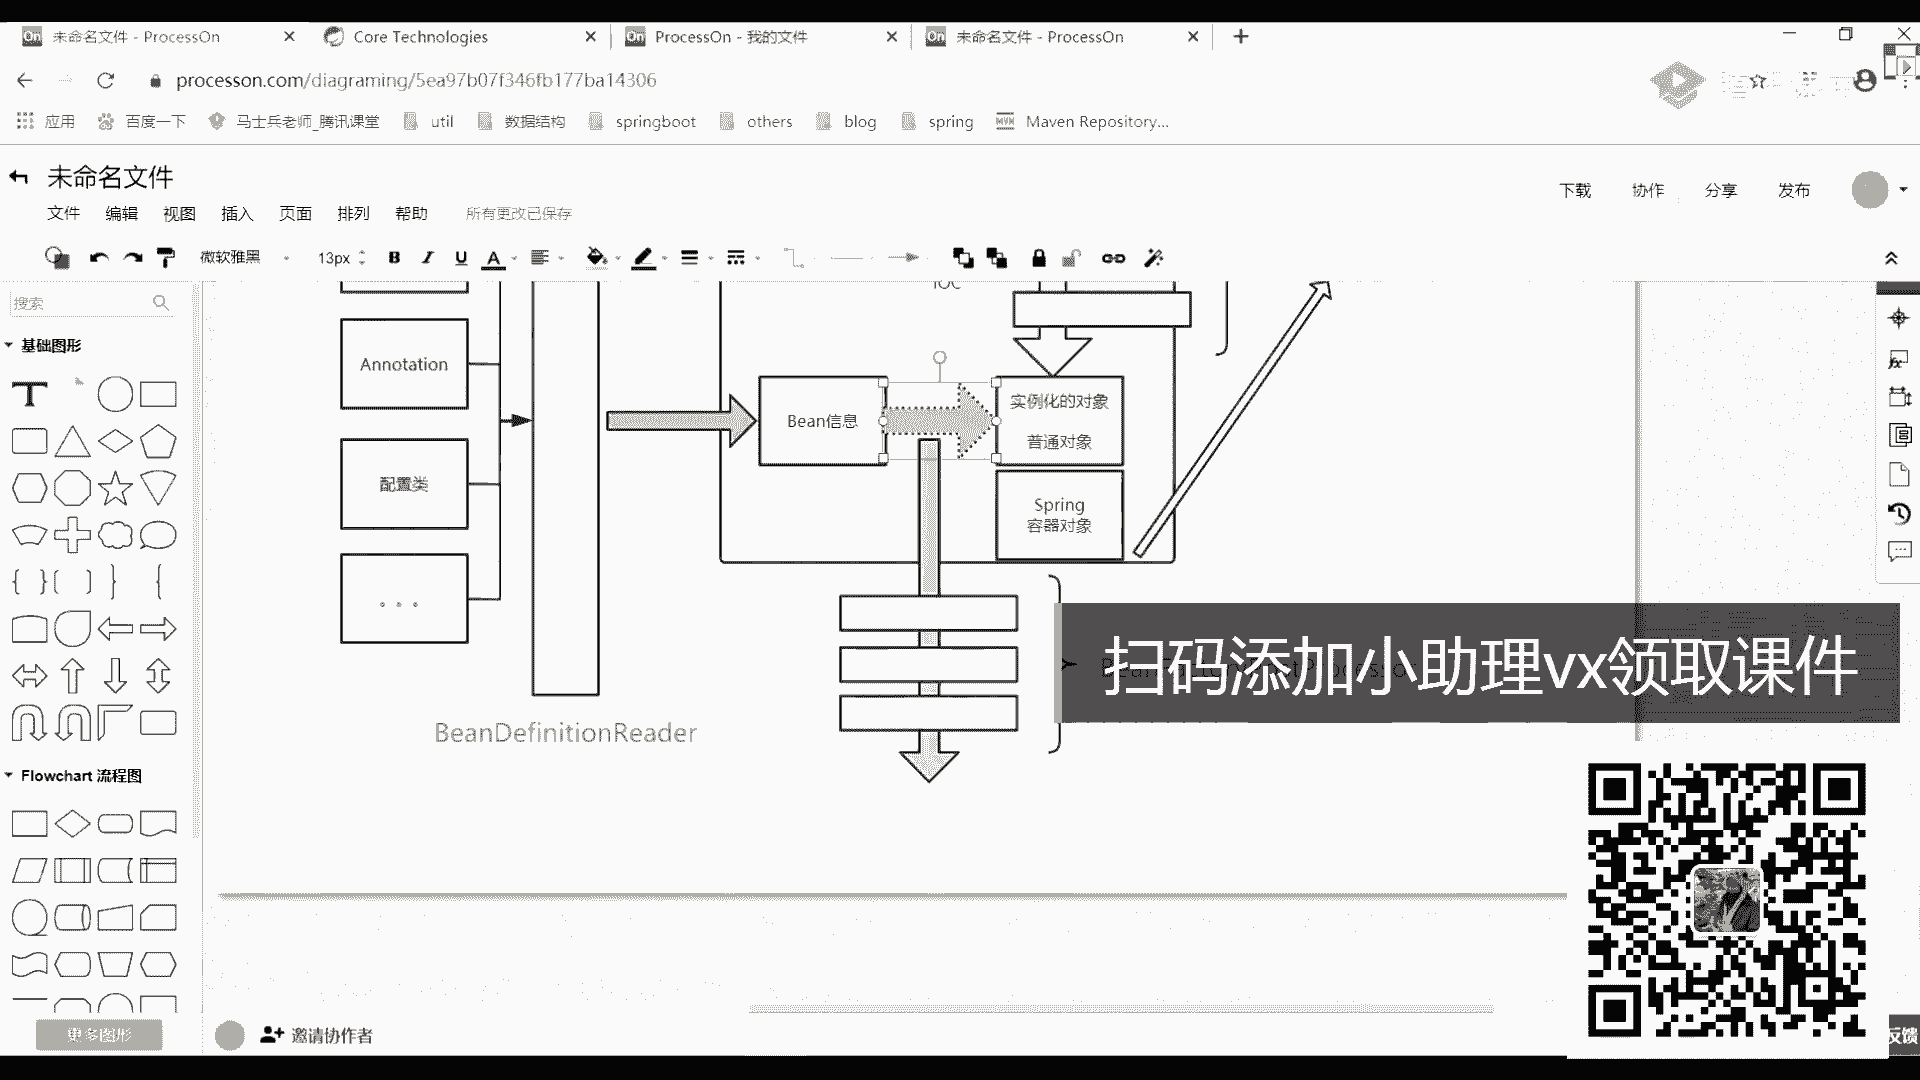 未命名文件 - ProcessOn
Core Technologies
ProcessOn - 我的文件
未命名文件 - ProcessOn
processon.com/diagraming/5ea97b07f346fb177ba14306
应用
百度一下
马士兵老师_腾讯课堂
util
数据结构
springboot
others
blog
spring
Maven Repository...
未命名文件
下载
协作
分享
发布
文件
编辑
视图
插入
页面
排列
帮助
所有更改已保存
微软雅黑
13px
搜索
基础图形
IOC
Annotation
配置类
Bean信息
实例化的对象
普通对象
Spring
容器对象
BeanDefinitionReader
扫码添加小助理vx领取课件
Flowchart 流程图
更多图形
邀请协作者
反馈